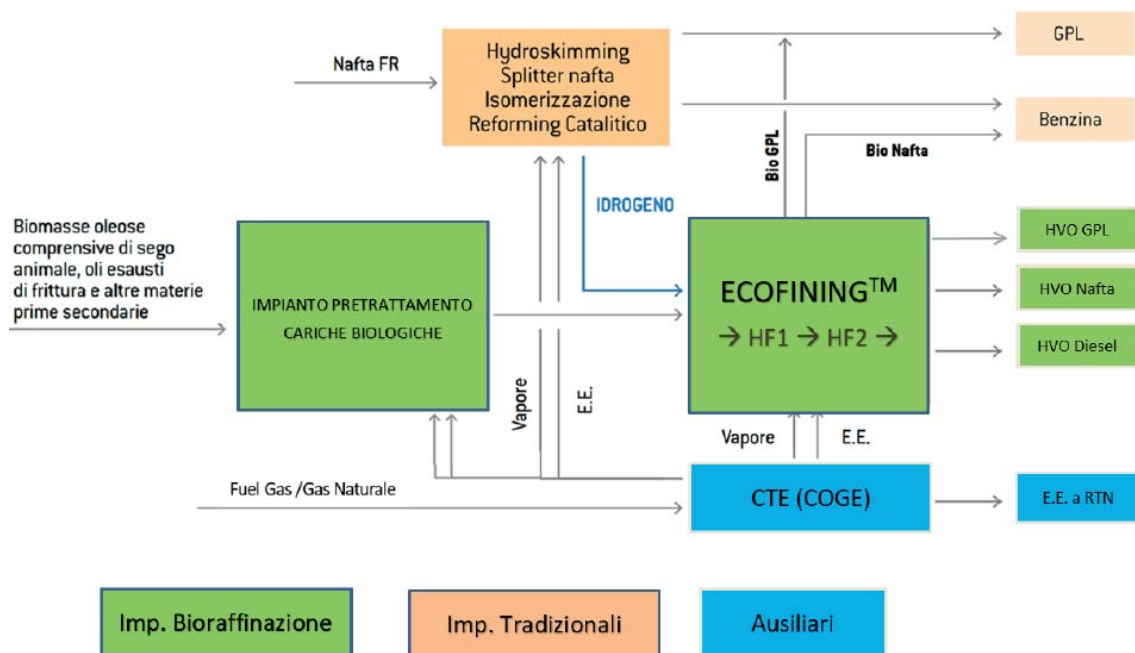 Nafta FR
Hydroskimming
Splitter nafta
Isomerizzazione
Reforming Catalitico
GPL
Benzina
Bio GPL
Bio Nafta
IDROGENO
Biomasse oleose
comprensive di sego
animale, oli esausti
di frittura e altre materie
prime secondarie
IMPIANTO PRETRATTAMENTO
CARICHE BIOLOGICHE
ECOFINING™
→ HF1 → HF2 →
HVO GPL
HVO Nafta
HVO Diesel
Vapore
E.E.
Vapore
E.E.
Fuel Gas /Gas Naturale
CTE (COGE)
E.E. a RTN
Imp. Bioraffinazione
Imp. Tradizionali
Ausiliari